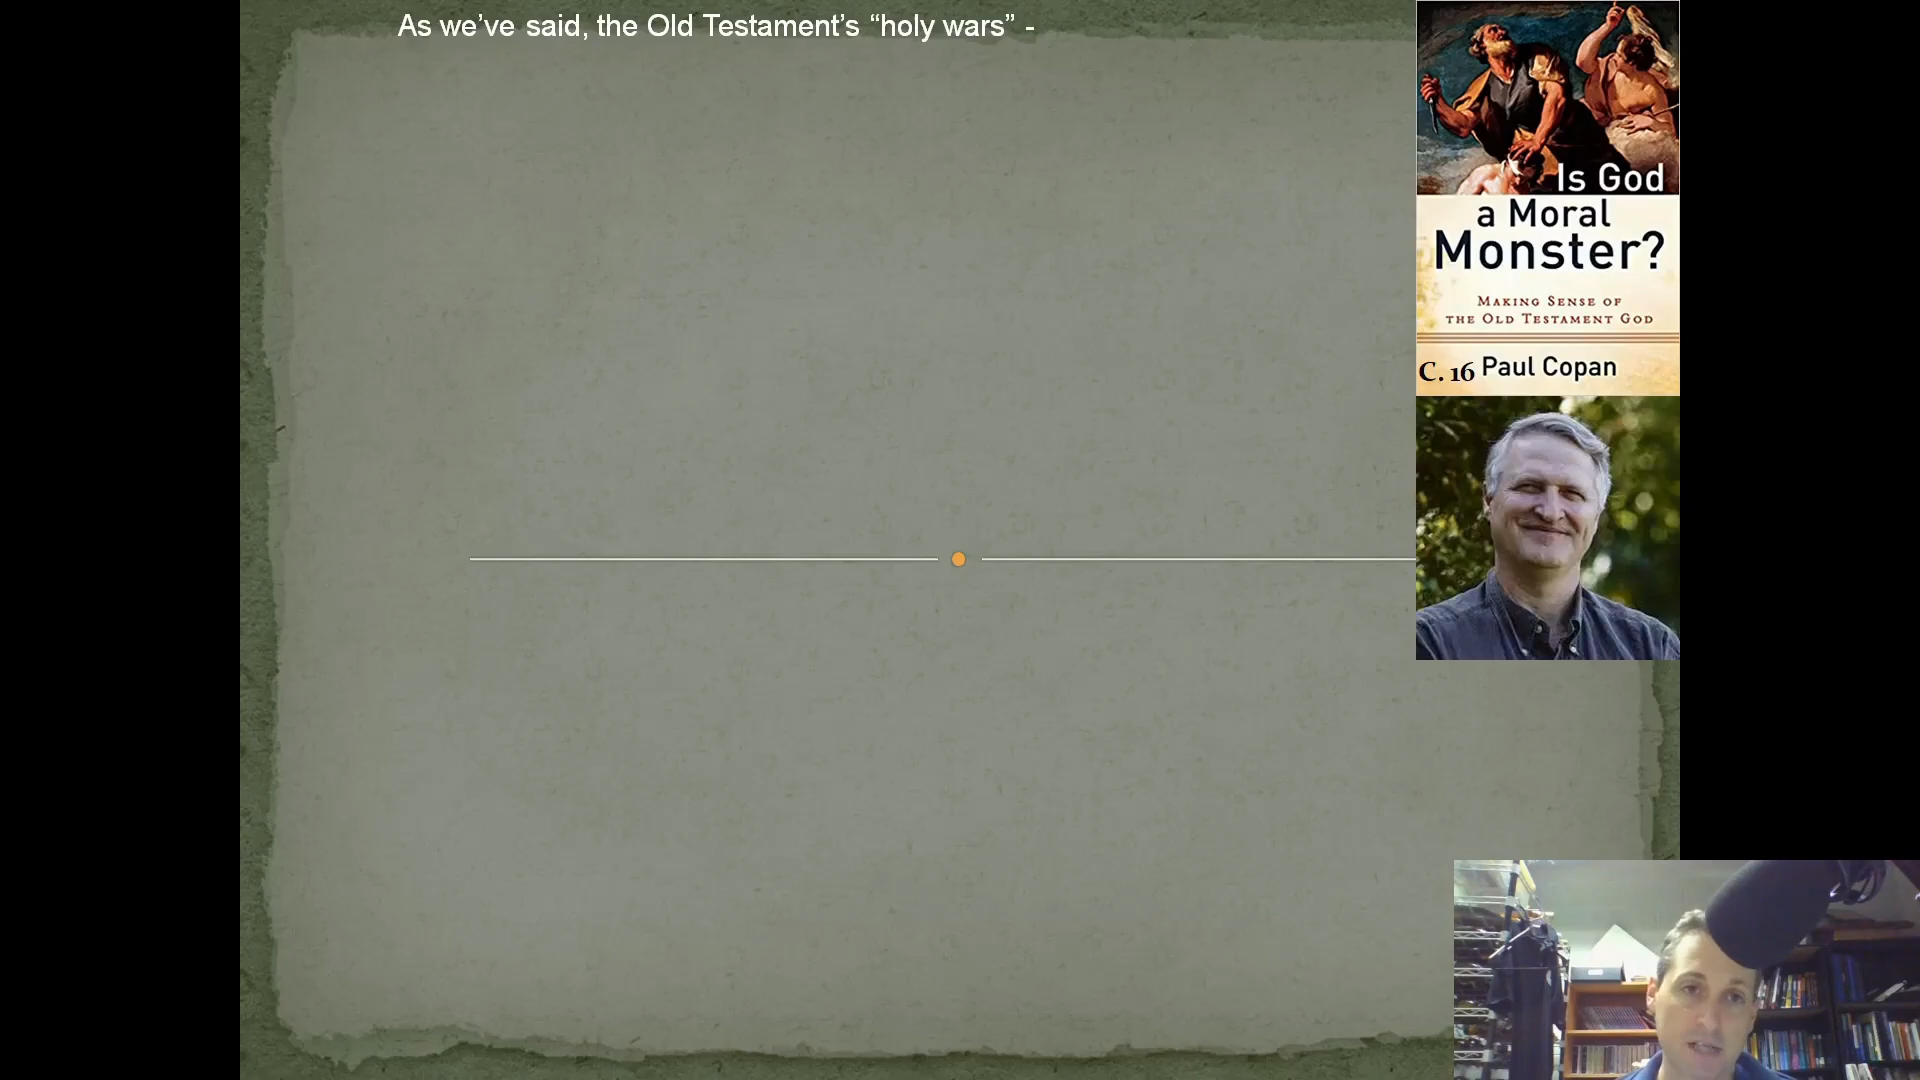 As we’ve said, the Old Testament’s “holy wars” -
Is God
a Moral
Monster?
MAKING SENSE OF
THE OLD TESTAMENT GOD
C. 16 Paul Copan